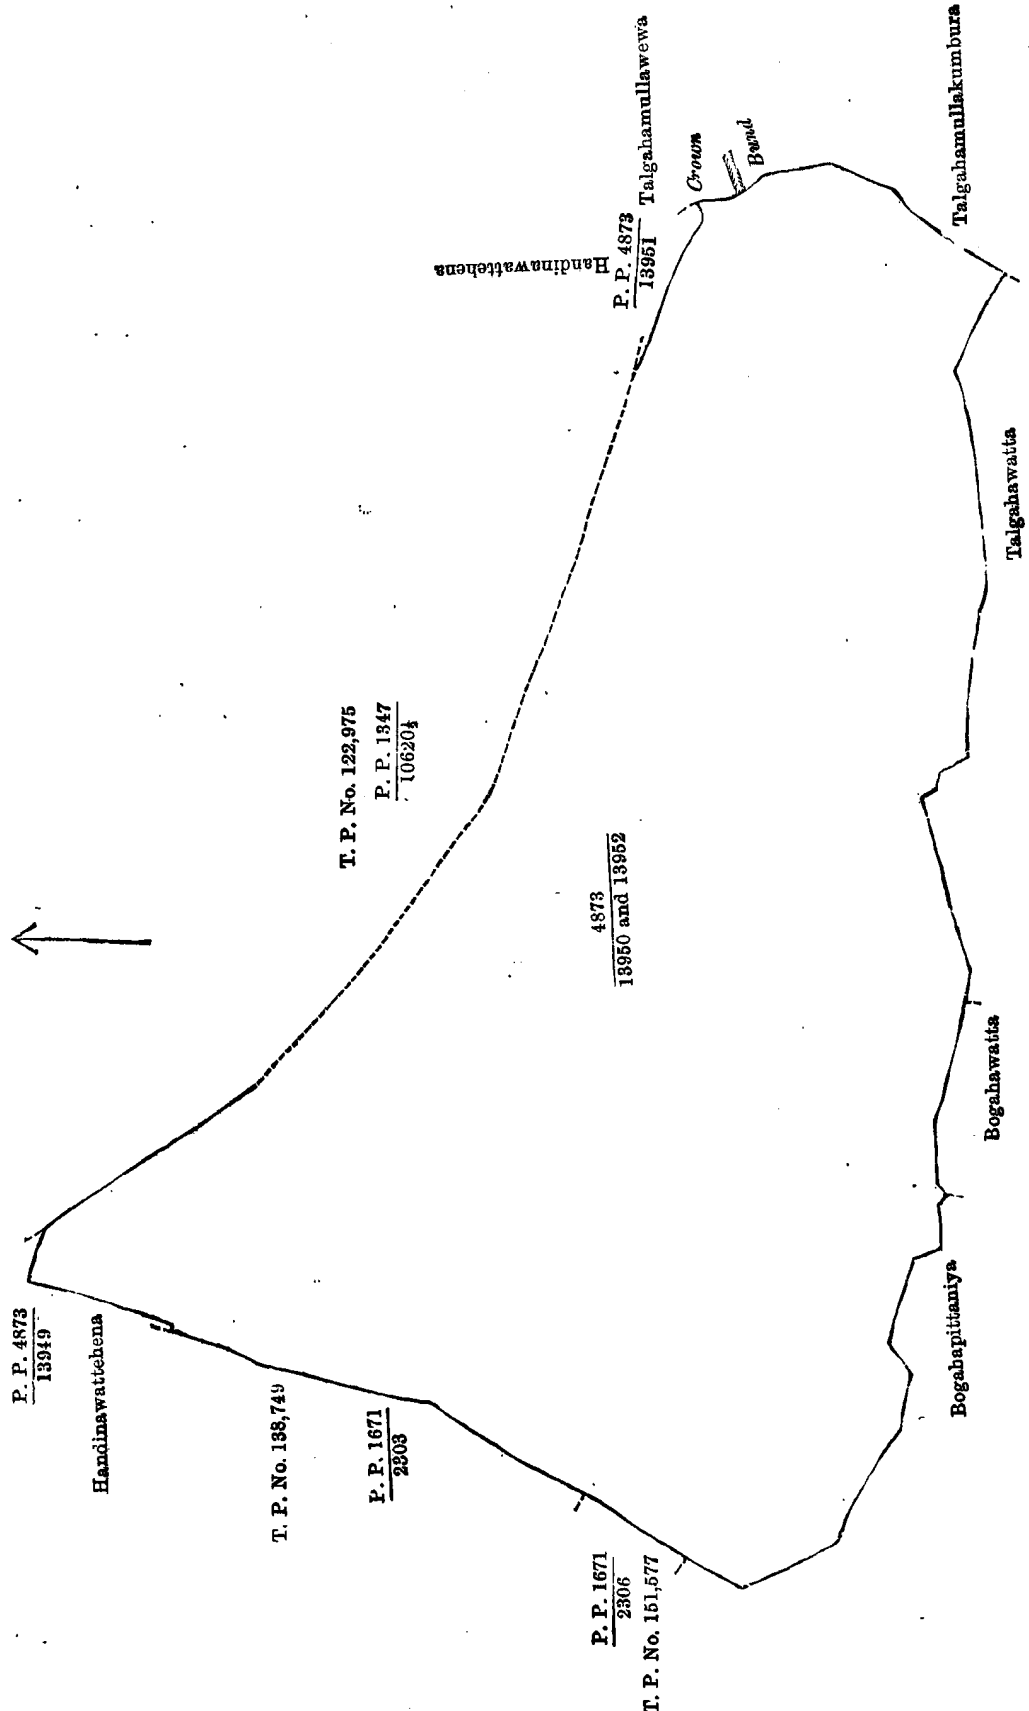 P. P. 4873
13949
Handinawattehena
T. P. No. 138,749
P. P. 1671
2303
P. P. 1671
2306
T. P. No. 151,577
T. P. No. 122,975
P. P. 1347
10620½
Handinawattehena
P. P. 4873
13951
Talgahamullawewa
Crown
Bund
Talgahamullakumbura
4873
13950 and 13952
Talgahawatta
Bogahawatta
Bogahapittaniya